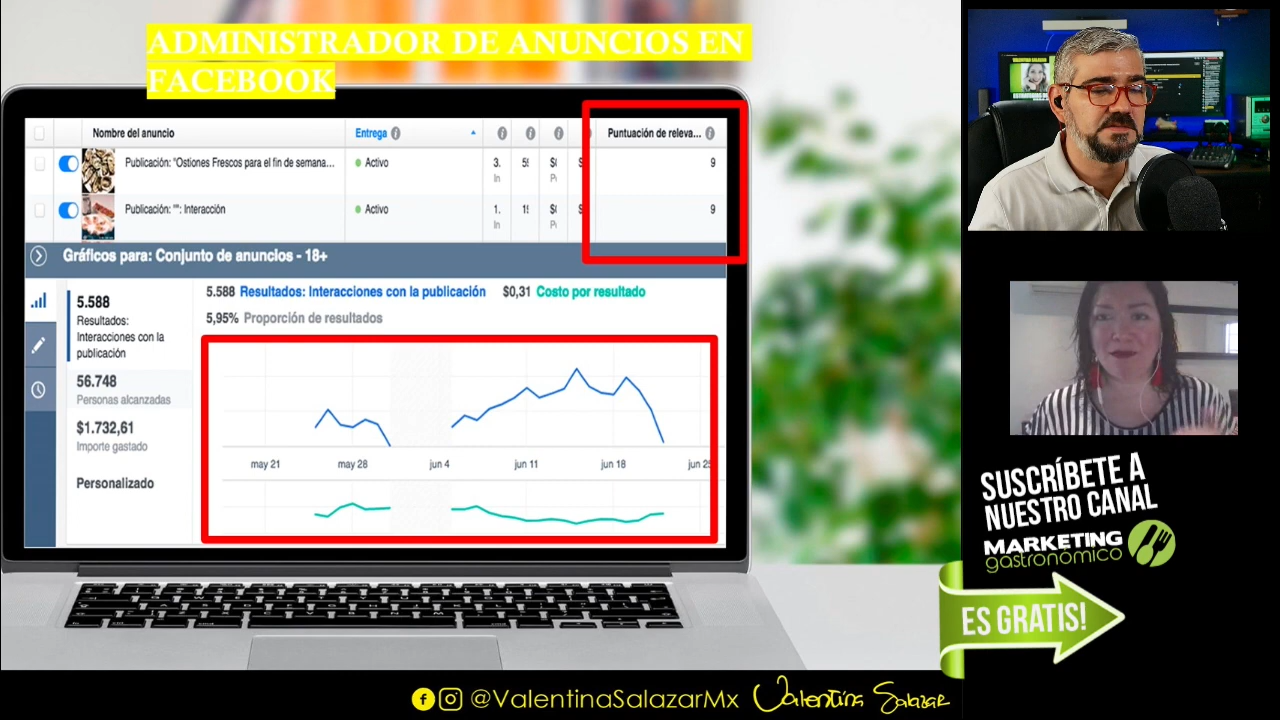 ADMINISTRADOR DE ANUNCIOS EN
FACEBOOK
Nombre del anuncio
Entrega
Puntuación de releva...
Publicación: "Ostiones Frescos para el fin de semana...
Activo
3.
9
In
Publicación: "": Interacción
Activo
1.
9
In
Gráficos para: Conjunto de anuncios - 18+
5.588
Resultados:
Interacciones con la
publicación
56.748
Personas alcanzadas
$1.732,61
Importe gastado
Personalizado
5.588 Resultados: Interacciones con la publicación $0,31 Costo por resultado
5,95% Proporción de resultados
may 21 may 28 jun 4 jun 11 jun 18
SUSCRÍBETE A
NUESTRO CANAL
MARKETING
gastronómico
ES GRATIS!
@ValentinaSalazarMx Valentina Salazar